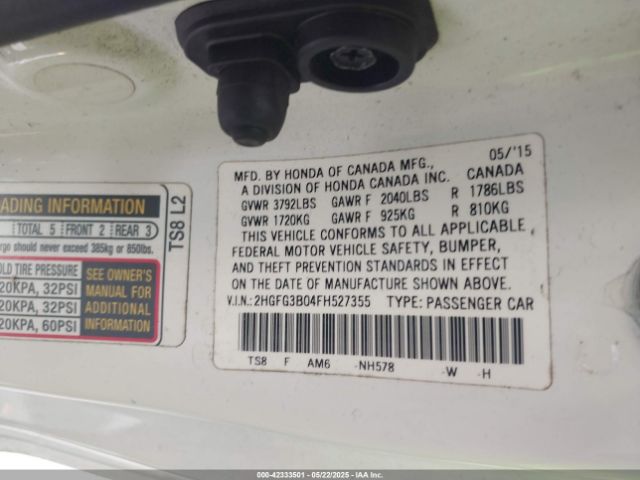 MFD. BY HONDA OF CANADA MFG., 05/'15
A DIVISION OF HONDA CANADA INC. CANADA
GVWR 3792LBS GAWR F 2040LBS R 1786LBS
GVWR 1720KG GAWR F 925KG R 810KG
THIS VEHICLE CONFORMS TO ALL APPLICABLE
FEDERAL MOTOR VEHICLE SAFETY, BUMPER,
AND THEFT PREVENTION STANDARDS IN EFFECT
ON THE DATE OF MANUFACTURE SHOWN ABOVE.
V.I.N.:2HGFG3B04FH527355 TYPE: PASSENGER CAR
TS8 F AM6 -NH578 -W -H
ADING INFORMATION
TOTAL 5 FRONT 2 REAR 3
rgo should never exceed 385kg or 850lbs.
OLD TIRE PRESSURE
20KPA, 32PSI
20KPA, 32PSI
20KPA, 60PSI
SEE OWNER'S
MANUAL FOR
ADDITIONAL
INFORMATION
TS8 L2
000-42333501 - 05/22/2025 - IAAI.COM